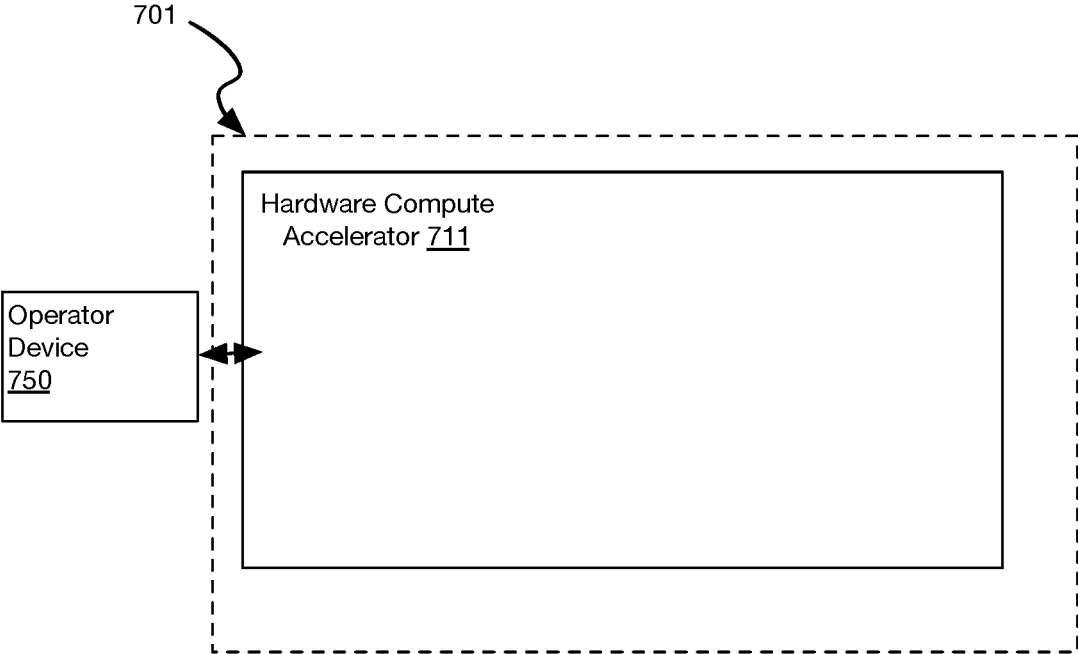 701
Hardware Compute
Accelerator 711
Operator
Device
750